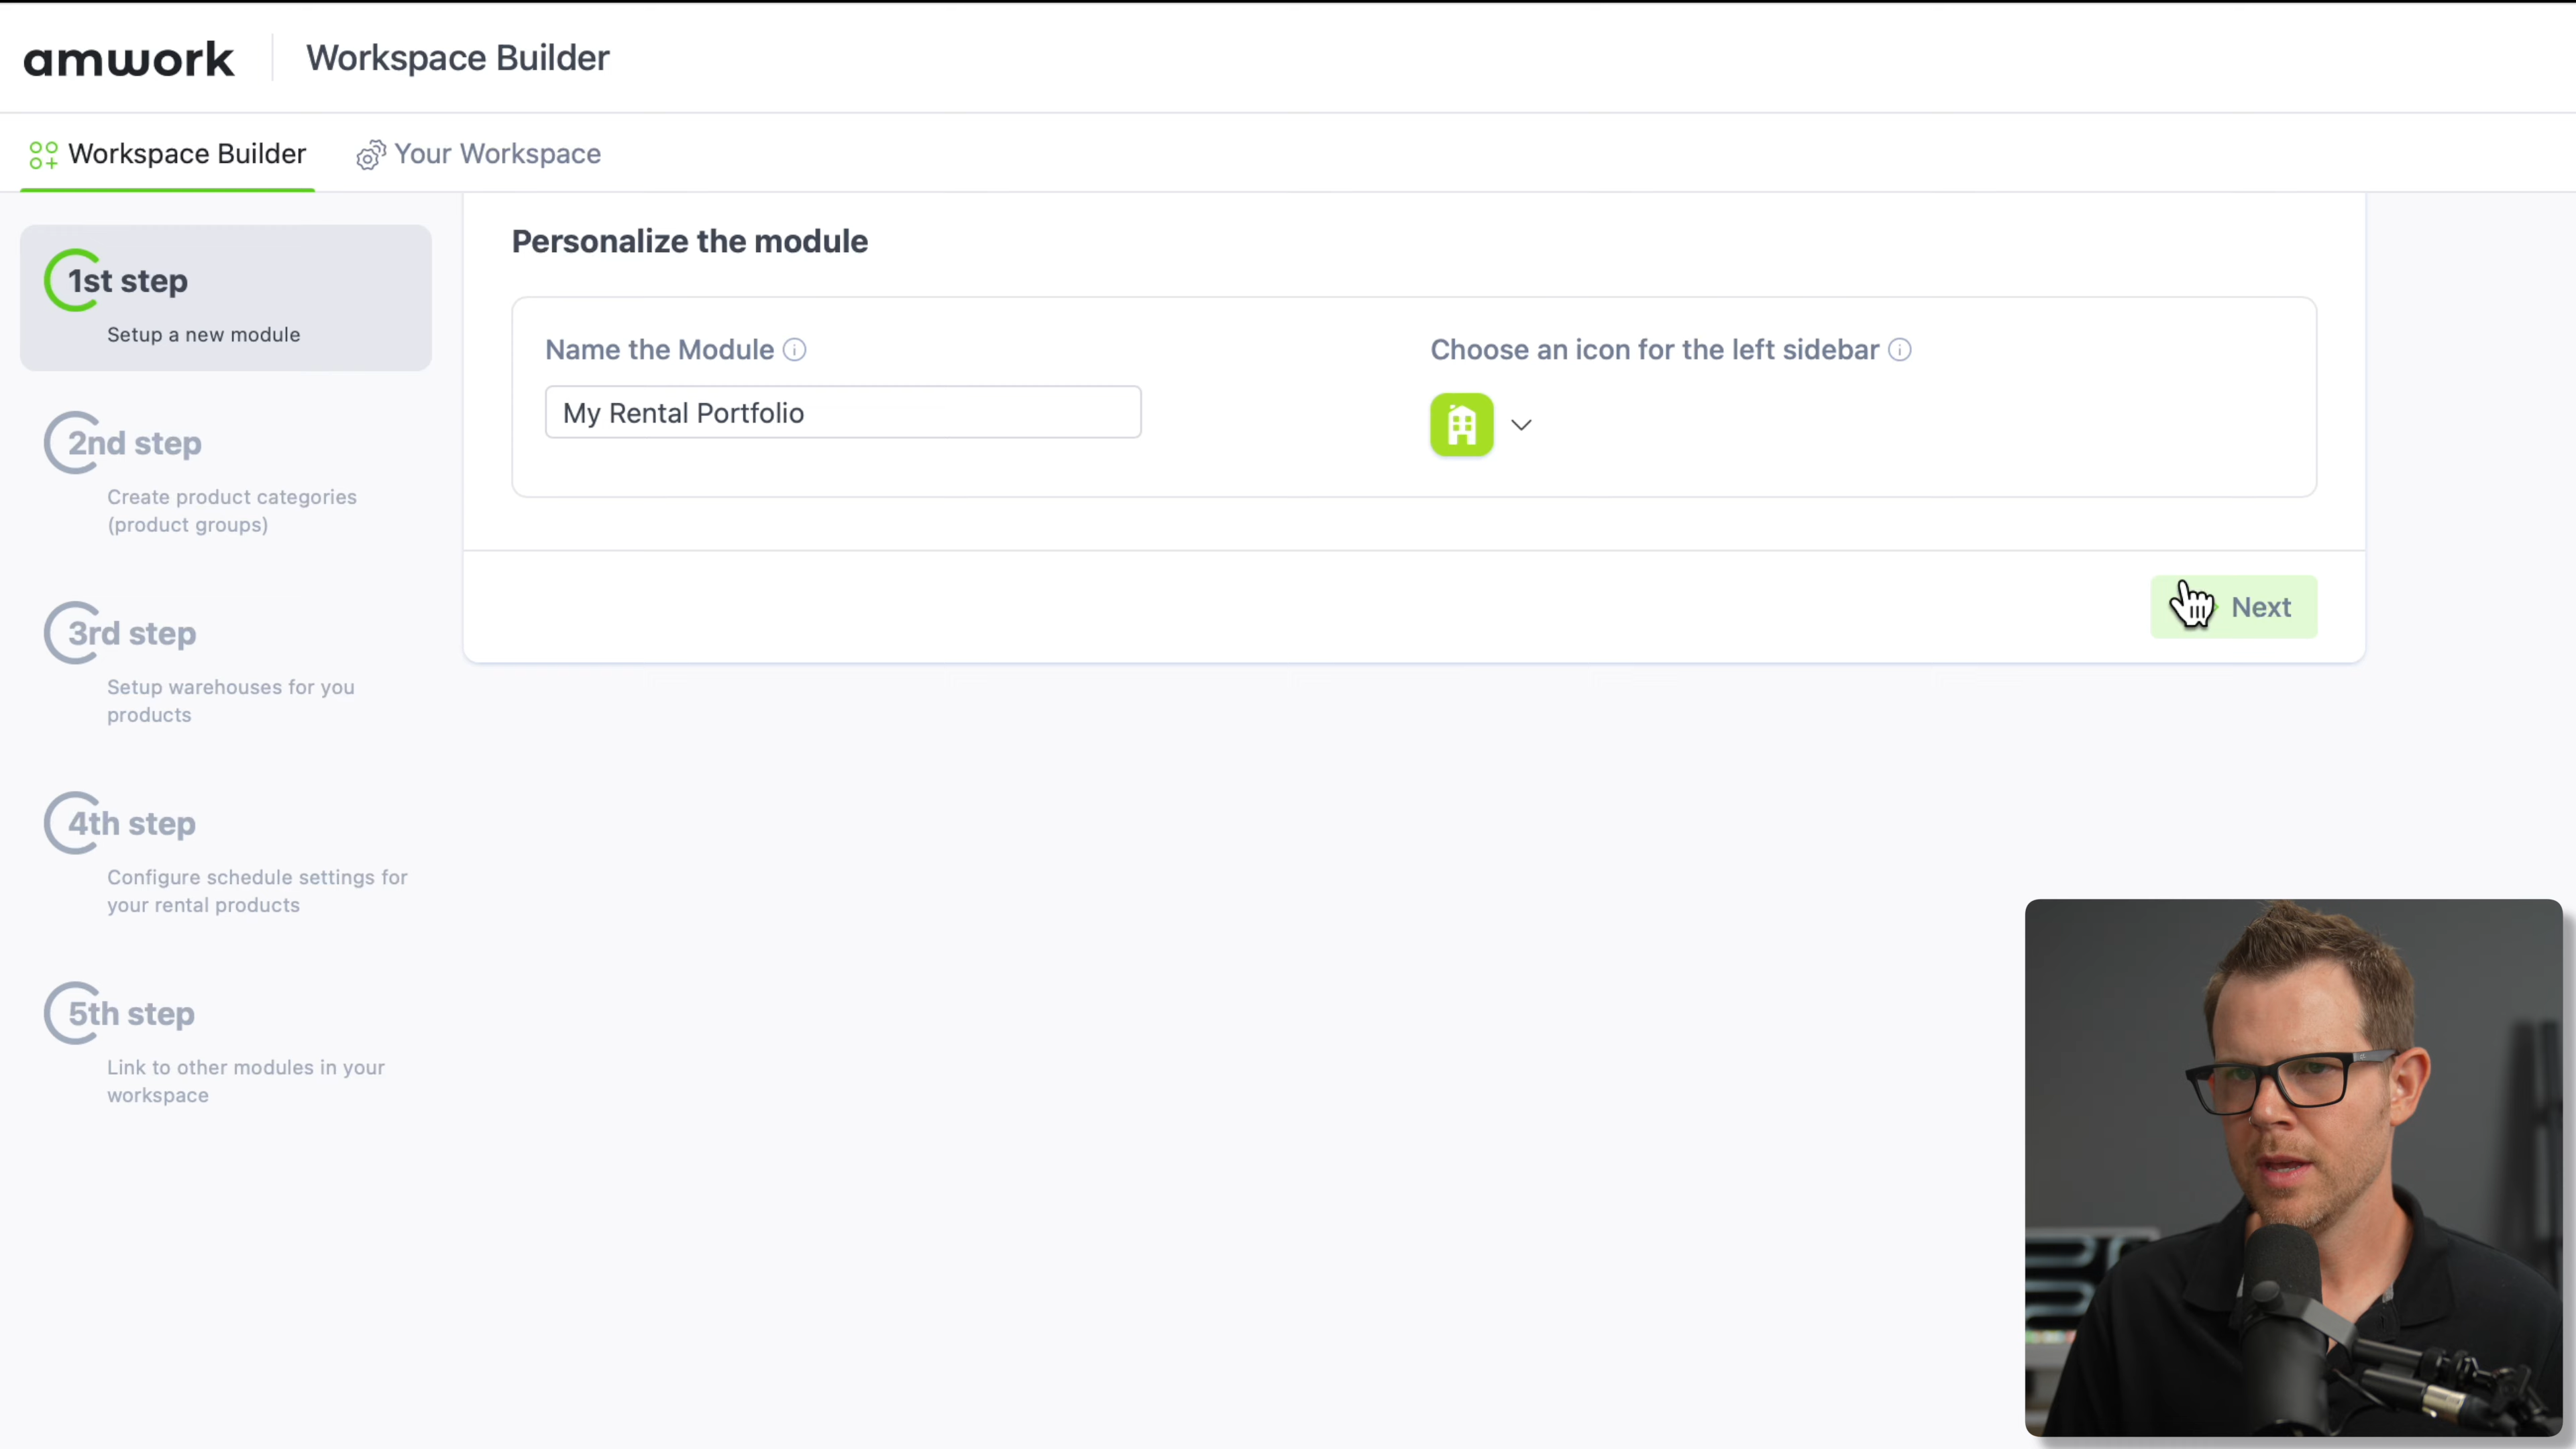 amwork
Workspace Builder
Workspace Builder
Your Workspace
1st step
Setup a new module
2nd step
Create product categories
(product groups)
3rd step
Setup warehouses for you
products
4th step
Configure schedule settings for
your rental products
5th step
Link to other modules in your
workspace
Personalize the module
Name the Module
My Rental Portfolio
Choose an icon for the left sidebar
Next